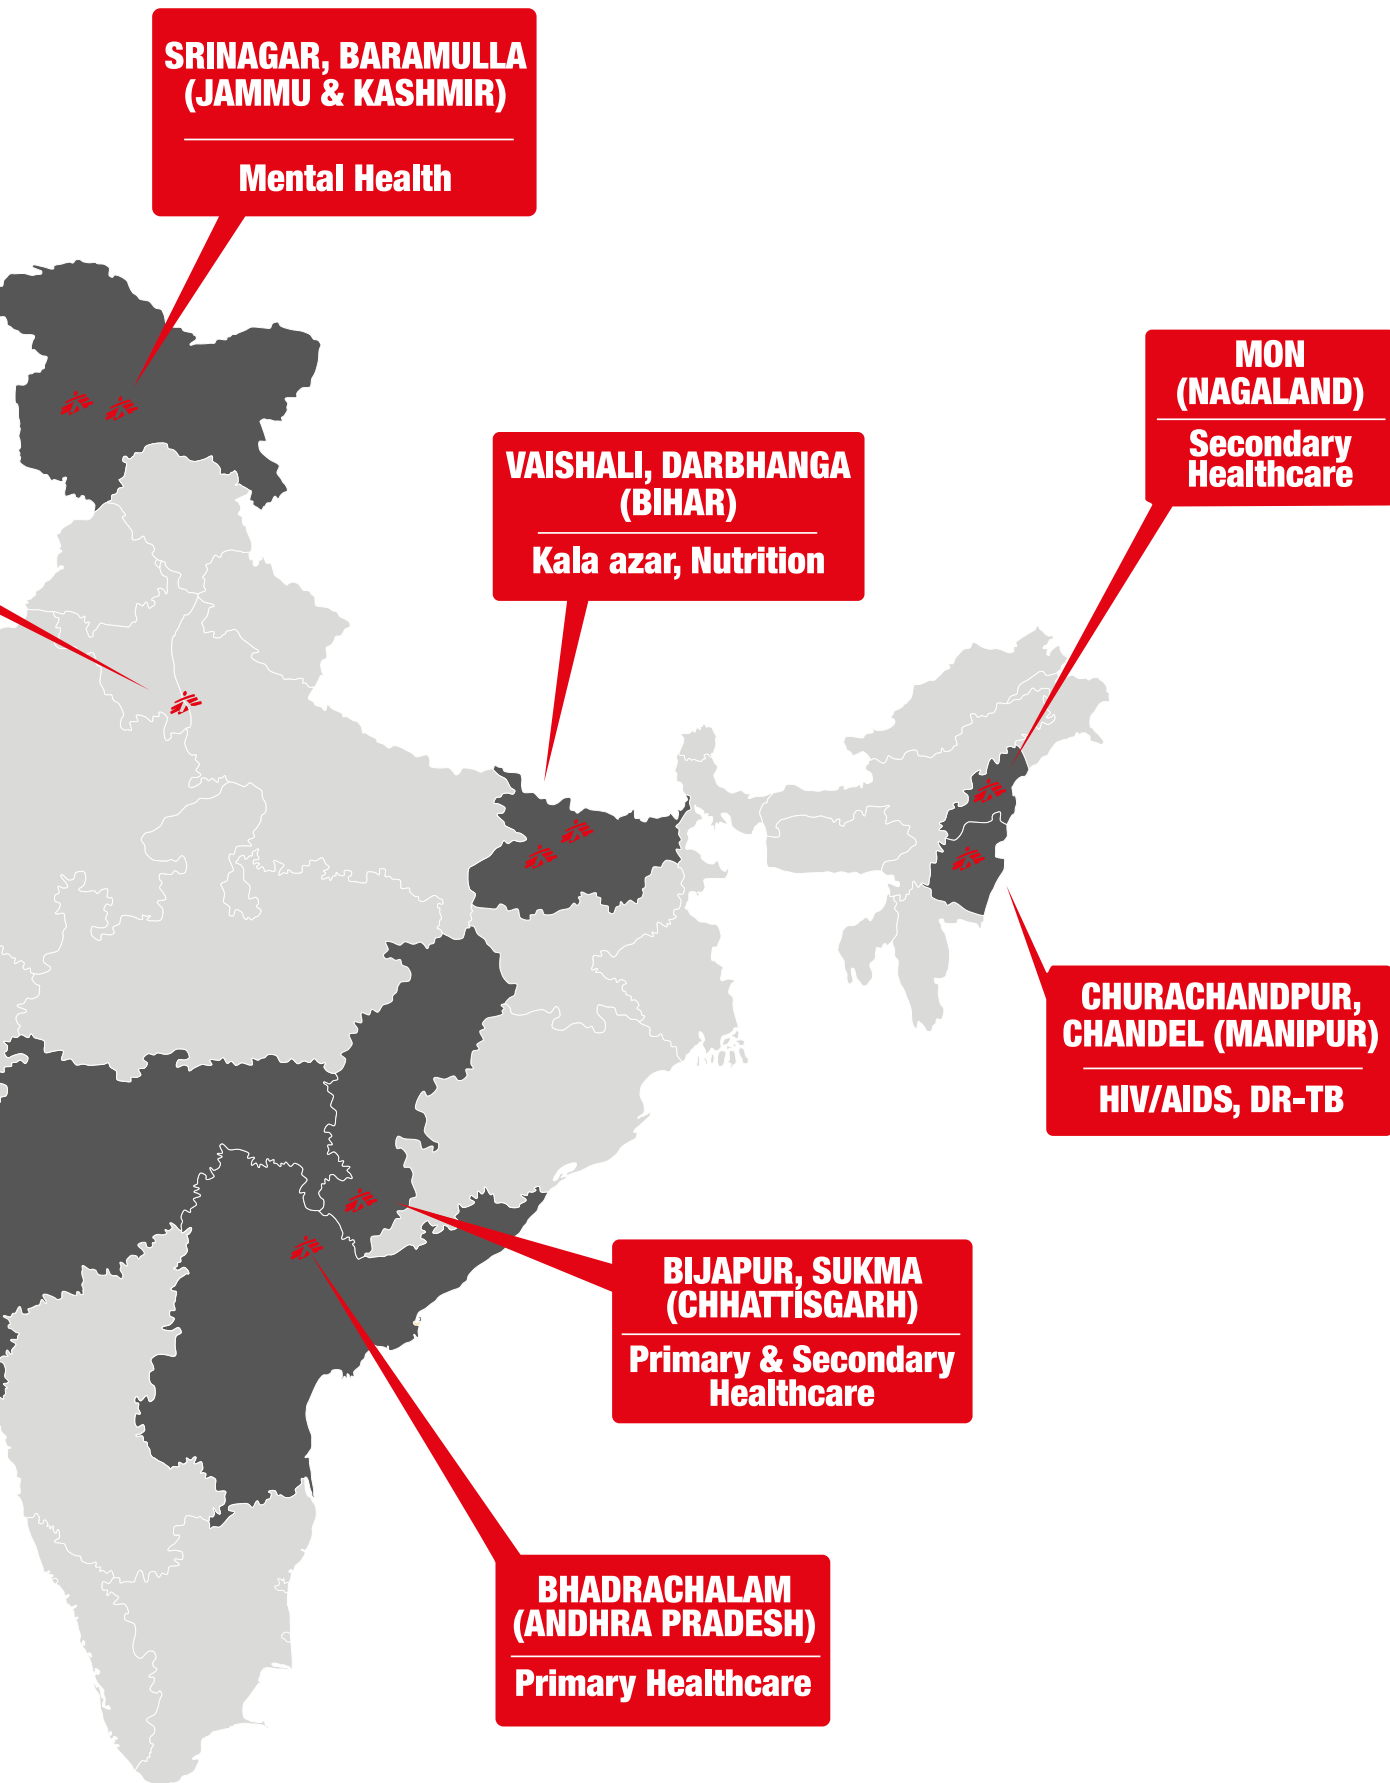 SRINAGAR, BARAMULLA
(JAMMU & KASHMIR)
Mental Health
MON
(NAGALAND)
Secondary
Healthcare
VAISHALI, DARBHANGA
(BIHAR)
Kala azar, Nutrition
CHURACHANDPUR,
CHANDEL (MANIPUR)
HIV/AIDS, DR-TB
BIJAPUR, SUKMA
(CHHATTISGARH)
Primary & Secondary
Healthcare
BHADRACHALAM
(ANDHRA PRADESH)
Primary Healthcare